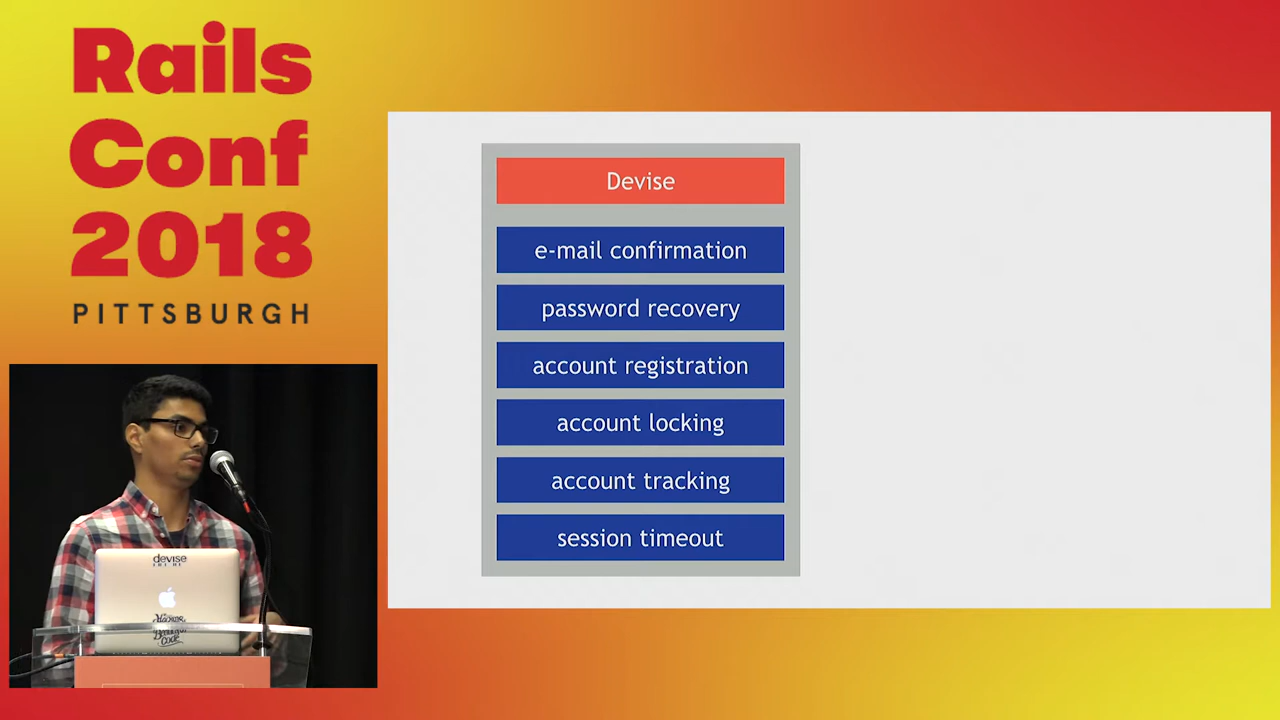 Rails
Conf
2018
PITTSBURGH
Devise
e-mail confirmation
password recovery
account registration
account locking
account tracking
session timeout
devise